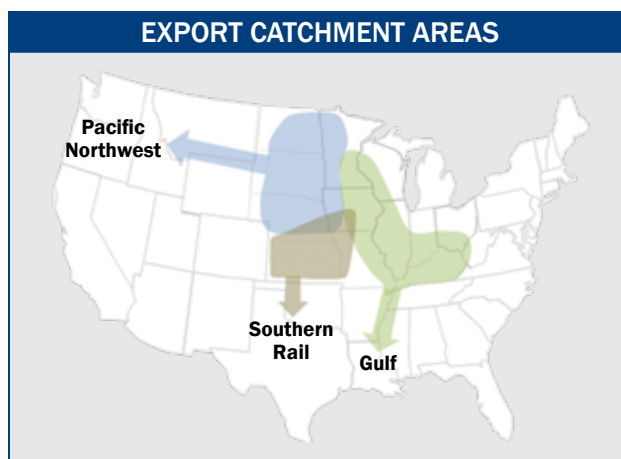 EXPORT CATCHMENT AREAS
Pacific
Northwest
Southern
Rail
Gulf